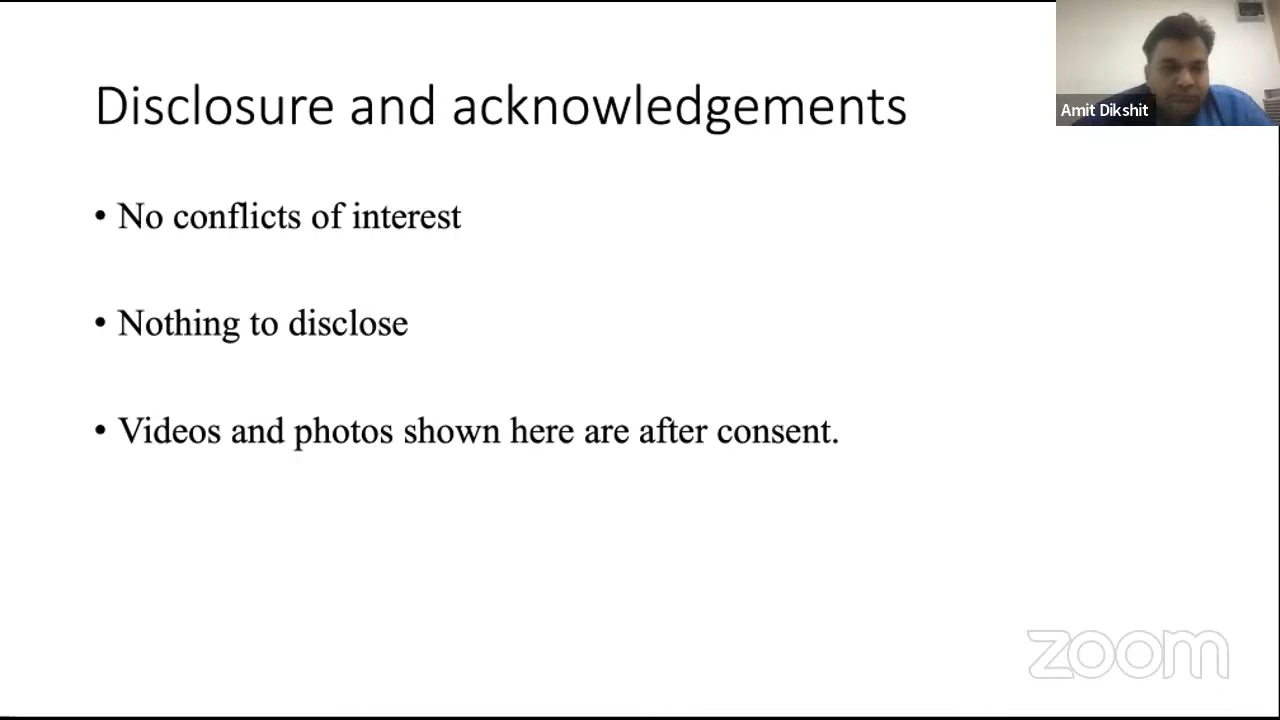 Disclosure and acknowledgements
• No conflicts of interest
• Nothing to disclose
• Videos and photos shown here are after consent.
Amit Dikshit
zoom